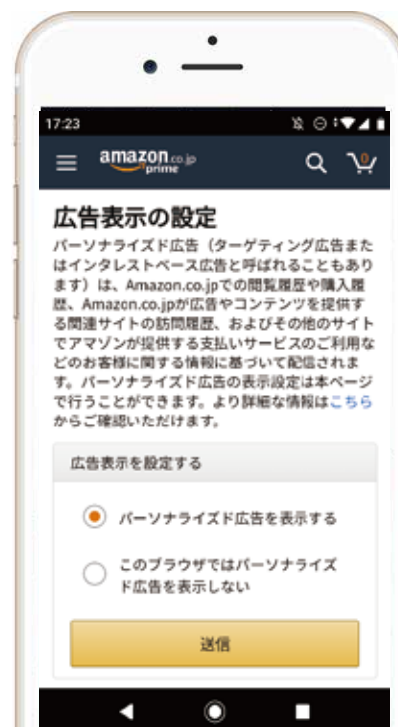 17:23
amazon.co.jp
prime
0
広告表示の設定
パーソナライズド広告（ターゲティング広告また
はインタレストベース広告と呼ばれることもあり
ます）は、Amazon.co.jpでの閲覧履歴や購入履
歴、Amazon.co.jpが広告やコンテンツを提供す
る関連サイトの訪問履歴、およびその他のサイト
でアマゾンが提供する支払いサービスのご利用な
どのお客様に関する情報に基づいて配信されま
す。パーソナライズド広告の表示設定は本ページ
で行うことができます。より詳細な情報はこちら
からご確認いただけます。
広告表示を設定する
パーソナライズド広告を表示する
このブラウザではパーソナライズ
ド広告を表示しない
送信